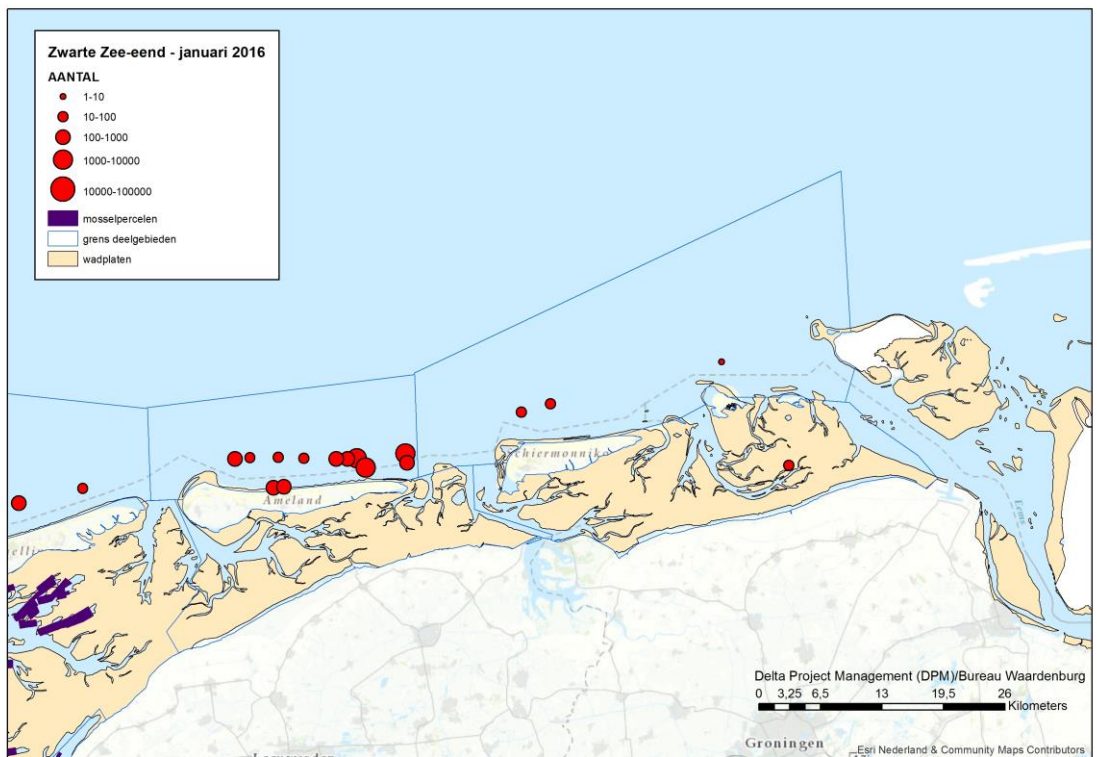 Zwarte Zee-eend - januari 2016
AANTAL
1-10
10-100
100-1000
1000-10000
10000-100000
mosselpercelen
grens deelgebieden
wadplaten
Ameland
Delta Project Management (DPM)/Bureau Waardenburg
0 3,25 6,5 13 19,5 26
Kilometers
Groningen
Esri Nederland & Community Maps Contributors